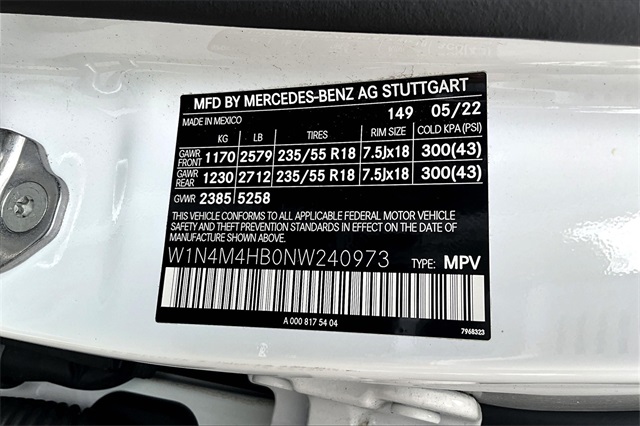 MFD BY MERCEDES-BENZ AG STUTTGART
MADE IN MEXICO 149 05/22
KG LB TIRES RIM SIZE COLD KPA (PSI)
GAWR FRONT 1170 2579 235/55 R18 7.5Jx18 300(43)
GAWR REAR 1230 2712 235/55 R18 7.5Jx18 300(43)
GVWR 2385 5258
THIS VEHICLE CONFORMS TO ALL APPLICABLE FEDERAL MOTOR VEHICLE
SAFETY AND THEFT PREVENTION STANDARDS IN EFFECT ON THE DATE
OF MANUFACTURE SHOWN ABOVE.
W1N4M4HB0NW240973 TYPE: MPV
A 000 817 54 04
7968323